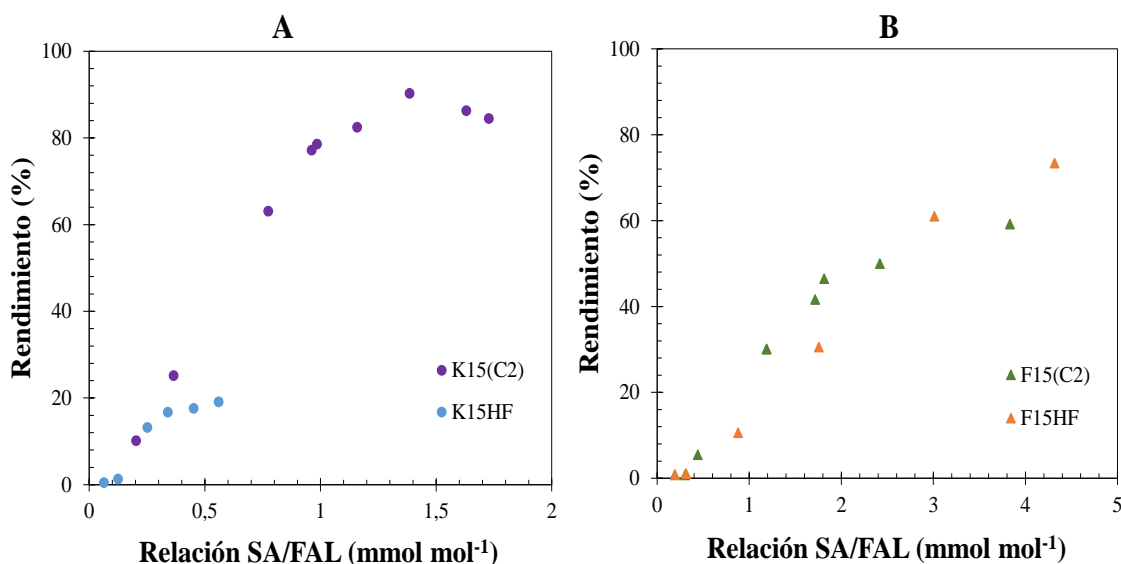 A
Rendimiento (%)
100
80
60
40
20
0
0
0,5
1
1,5
2
K15(C2)
K15HF
Relación SA/FAL (mmol mol-1)
B
Rendimiento (%)
100
80
60
40
20
0
0
1
2
3
4
5
F15(C2)
F15HF
Relación SA/FAL (mmol mol-1)